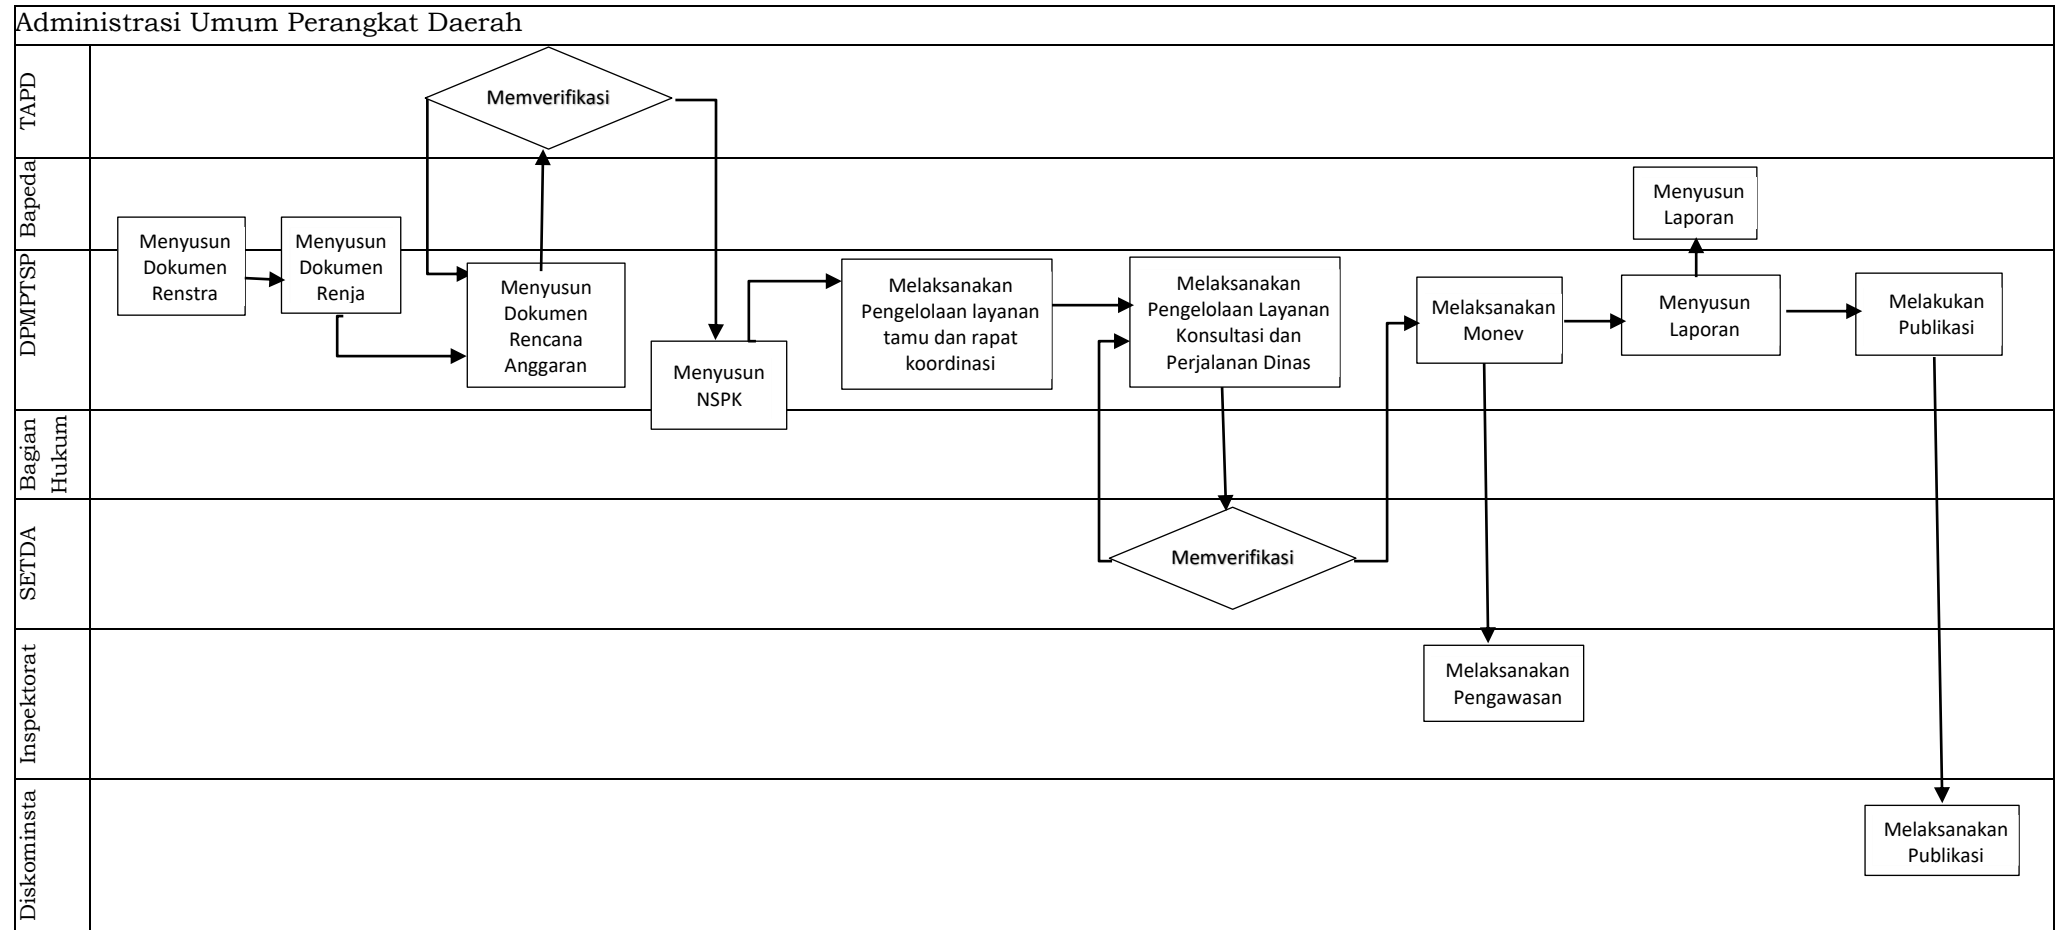 Administrasi Umum Perangkat Daerah
TAPD
Memverifikasi
Bapeda
Menyusun
Laporan
Menyusun
Dokumen
Renstra
Menyusun
Dokumen
Renja
DPMPTSP
Menyusun
Dokumen
Rencana
Anggaran
Menyusun
NSPK
Melaksanakan
Pengelolaan layanan
tamu dan rapat
koordinasi
Melaksanakan
Pengelolaan Layanan
Konsultasi dan
Perjalanan Dinas
Melaksanakan
Monev
Menyusun
Laporan
Melakukan
Publikasi
Bagian
Hukum
SETDA
Memverifikasi
Inspektorat
Melaksanakan
Pengawasan
Diskominsta
Melaksanakan
Publikasi